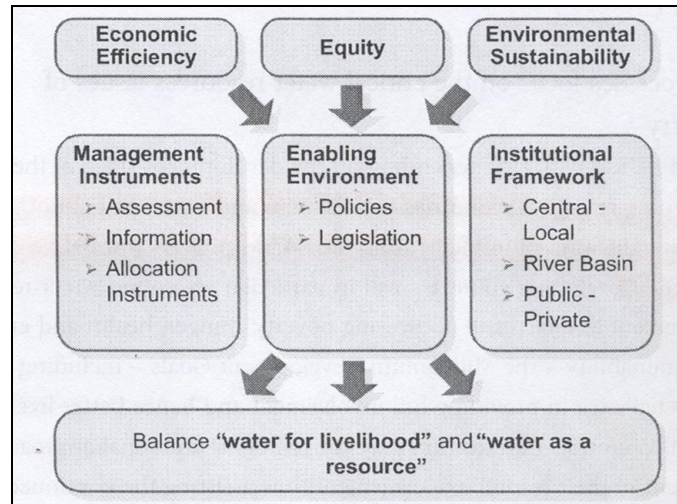 Economic
Efficiency
Equity
Environmental
Sustainability
Management
Instruments
➢ Assessment
➢ Information
➢ Allocation
Instruments
Enabling
Environment
➢ Policies
➢ Legislation
Institutional
Framework
➢ Central -
Local
➢ River Basin
➢ Public -
Private
Balance “water for livelihood” and “water as a
resource”